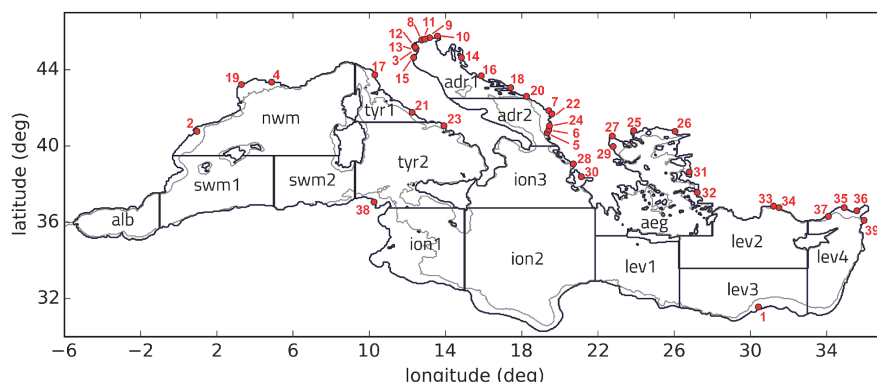 8 11 9
12 10
13
3
15
14
44
17
16
18
19 4
adr1
20
nwm
tyr1
21
7 22
2
adr2
24
23
6
27 25 26
40
5
29
latitude (deg)
swm1 swm2
tyr2
28
ion3
30
31
32
alb
38
33 34
35 36
37
39
36
aeg
ion1
lev2
ion2
lev1
lev4
lev3
32
1
−6 −2 2 6 10 14 18 22 26 30 34
longitude (deg)